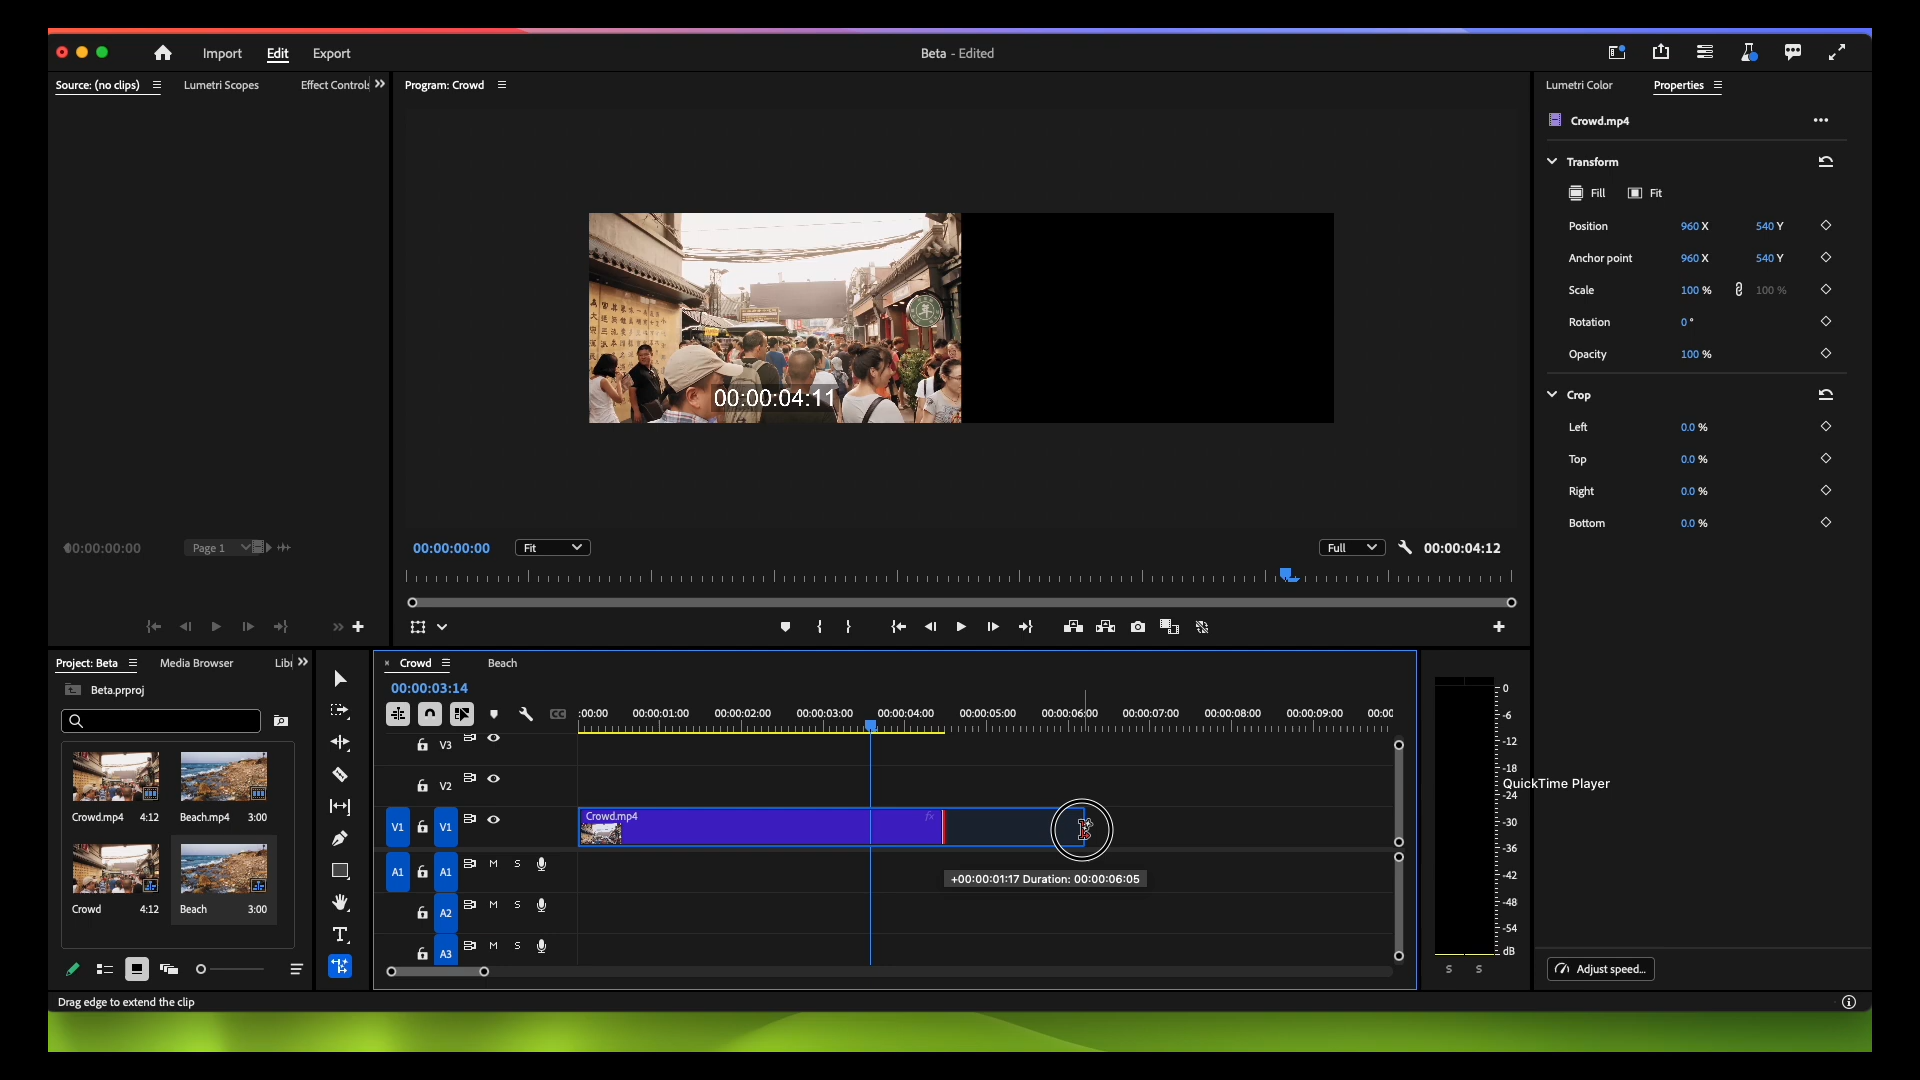 Import Edit Export
Beta - Edited
Source: (no clips) Lumetri Scopes Effect Controls
Program: Crowd
Lumetri Color Properties
Crowd.mp4
Transform
Fill Fit
Position 960 X 540 Y
Anchor point 960 X 540 Y
Scale 100 % 100 %
Rotation 0 °
Opacity 100 %
Crop
Left 0.0 %
Top 0.0 %
Right 0.0 %
Bottom 0.0 %
00:00:04:11
00:00:00:00 Page 1
00:00:00:00 Fit Full 00:00:04:12
Project: Beta Media Browser Libr
Beta.prproj
Crowd.mp4 4:12 Beach.mp4 3:00
Crowd 4:12 Beach 3:00
Crowd Beach
00:00:03:14
:00:00 00:00:01:00 00:00:02:00 00:00:03:00 00:00:04:00 00:00:05:00 00:00:06:00 00:00:07:00 00:00:08:00 00:00:09:00 00:00
V3
V2
V1 V1 Crowd.mp4 fx
A1 A1 M S
+00:00:01:17 Duration: 00:00:06:05
A2 M S
A3 M S
0
-6
-12
-18
-24
-30
-36
-42
-48
-54
dB
S S
QuickTime Player
Adjust speed...
Drag edge to extend the clip